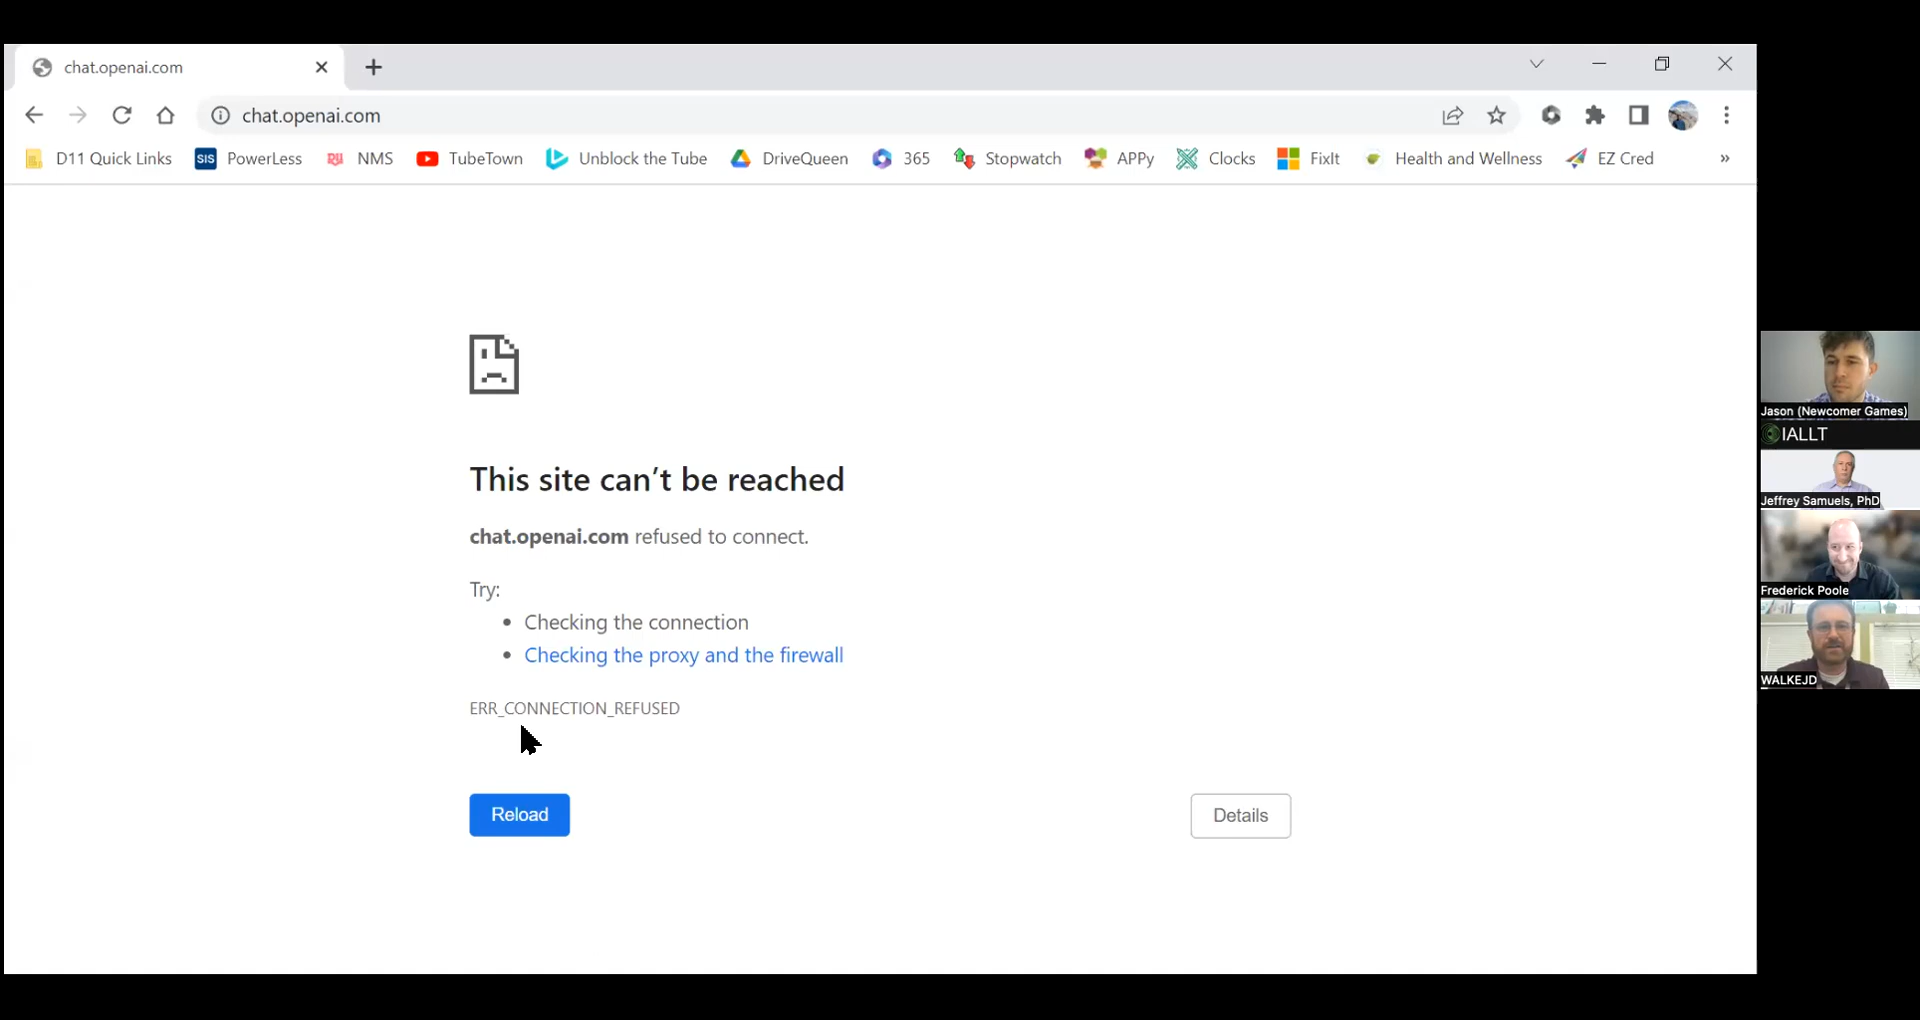 chat.openai.com
chat.openai.com
D11 Quick Links SIS PowerLess RU NMS TubeTown Unblock the Tube DriveQueen 365 Stopwatch APPy Clocks FixIt Health and Wellness EZ Cred »
This site can’t be reached
chat.openai.com refused to connect.
Try:
• Checking the connection
• Checking the proxy and the firewall
ERR_CONNECTION_REFUSED
Reload Details
Jason (Newcomer Games)
IALLT
Jeffrey Samuels, PhD
Frederick Poole
WALKEJD